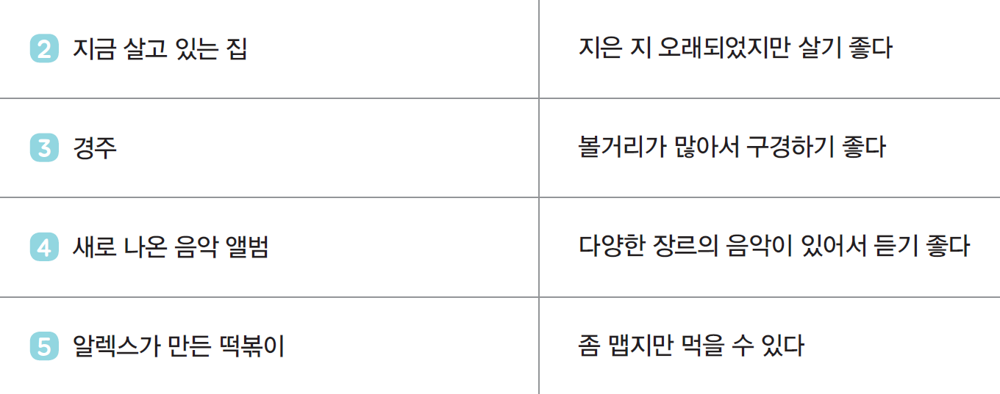 2 지금 살고 있는 집
지은 지 오래되었지만 살기 좋다
3 경주
볼거리가 많아서 구경하기 좋다
4 새로 나온 음악 앨범
다양한 장르의 음악이 있어서 듣기 좋다
5 알렉스가 만든 떡볶이
좀 맵지만 먹을 수 있다